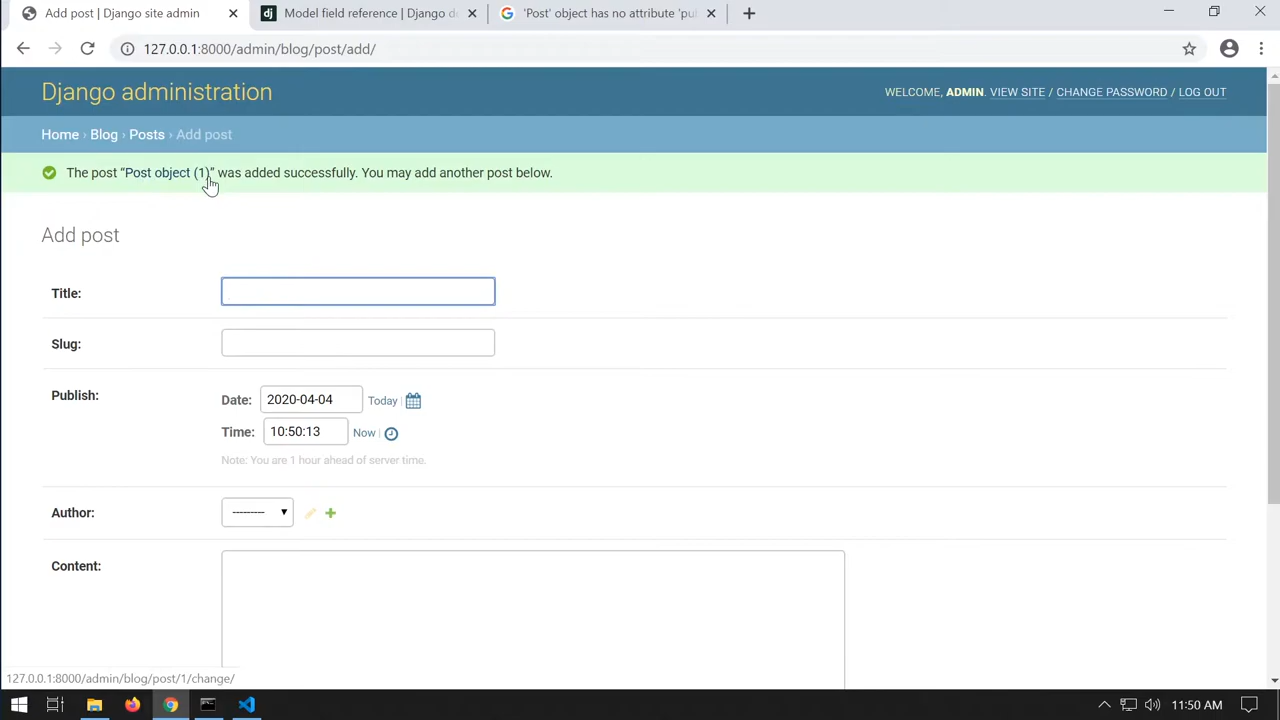 Add post | Django site admin
Model field reference | Django d
'Post' object has no attribute 'pu
127.0.0.1:8000/admin/blog/post/add/
Django administration
WELCOME, ADMIN. VIEW SITE / CHANGE PASSWORD / LOG OUT
Home › Blog › Posts › Add post
The post “Post object (1)” was added successfully. You may add another post below.
Add post
Title:
Slug:
Publish:
Date: 2020-04-04 Today
Time: 10:50:13 Now
Note: You are 1 hour ahead of server time.
Author: ---------
Content:
127.0.0.1:8000/admin/blog/post/1/change/
11:50 AM